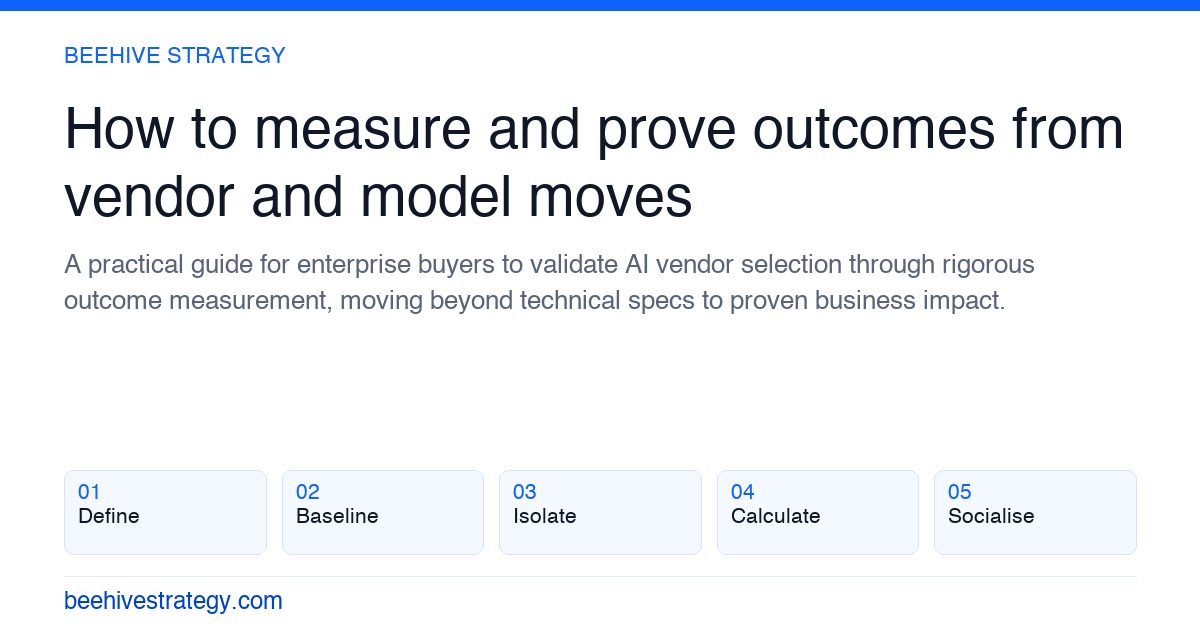 BEEHIVE STRATEGY
How to measure and prove outcomes from
vendor and model moves
A practical guide for enterprise buyers to validate AI vendor selection through rigorous
outcome measurement, moving beyond technical specs to proven business impact.
01
Define
02
Baseline
03
Isolate
04
Calculate
05
Socialise
beehivestrategy.com